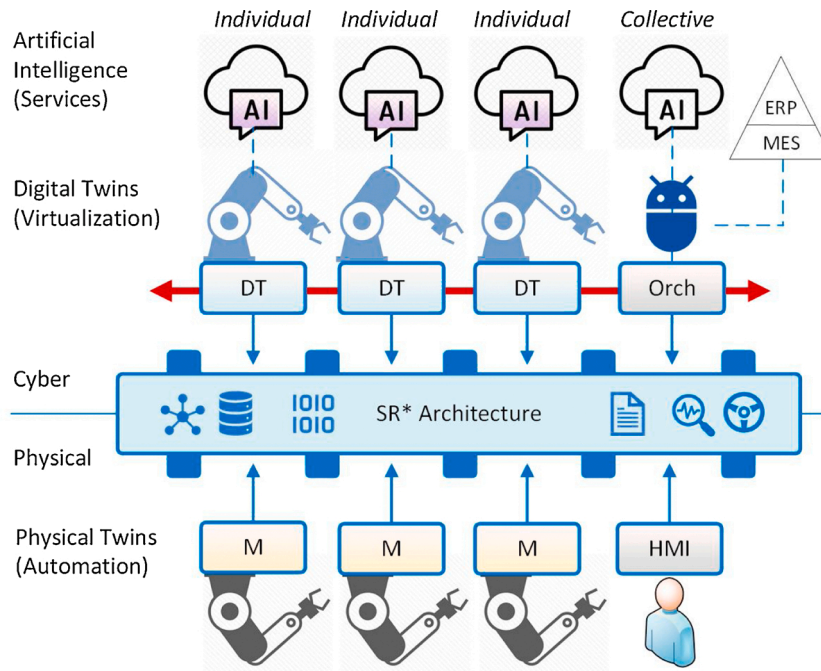 Individual
Individual
Individual
Collective
Artificial
Intelligence
(Services)
AI
AI
AI
AI
ERP
MES
Digital Twins
(Virtualization)
DT
DT
DT
Orch
Cyber
1010
1010
SR* Architecture
Physical
Physical Twins
(Automation)
M
M
M
HMI